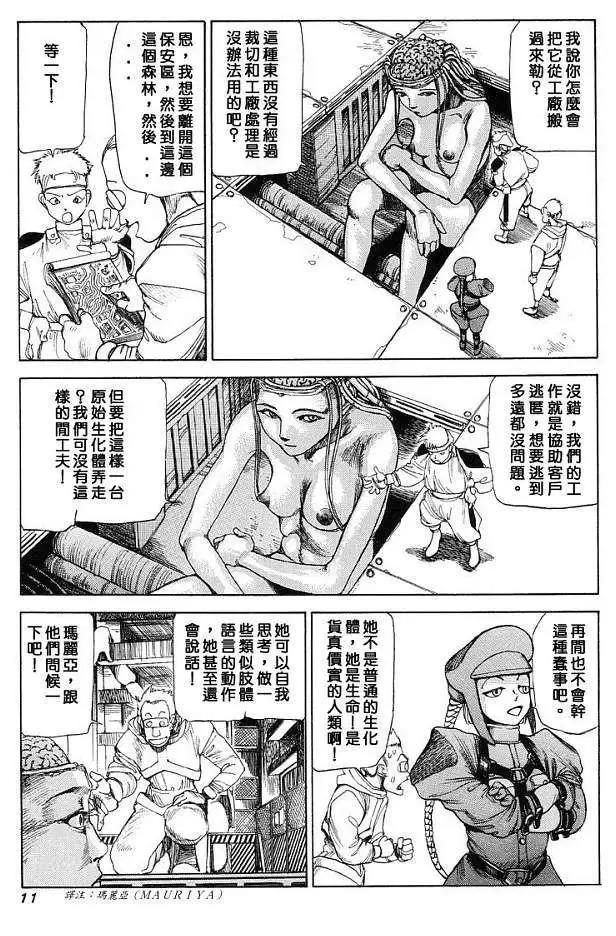 我說你怎麼會
把它從工廠搬
過來勒?
這種東西沒有經過
裁切和工廠處理是
沒辦法用的吧?
恩，我想要離開這個
保安區，然後到這邊
這個森林，然後
...
等一下!
沒錯，我們的工
作就是協助客戶
逃匿，想要逃到
多遠都沒問題。
但要把這樣一台
原始生化體弄走
?我們可沒有這
樣的閒工夫!
再閒也不會幹
這種蠢事吧。
她不是普通的生化
體，她是生命!是
貨真價實的人類啊!
她可以自我
思考，做一
些類似肢體
語言的動作
，她甚至還
會說話!
瑪麗亞，跟
他們問候一
下吧!
11
譯注：瑪麗亞(MAURIYA)